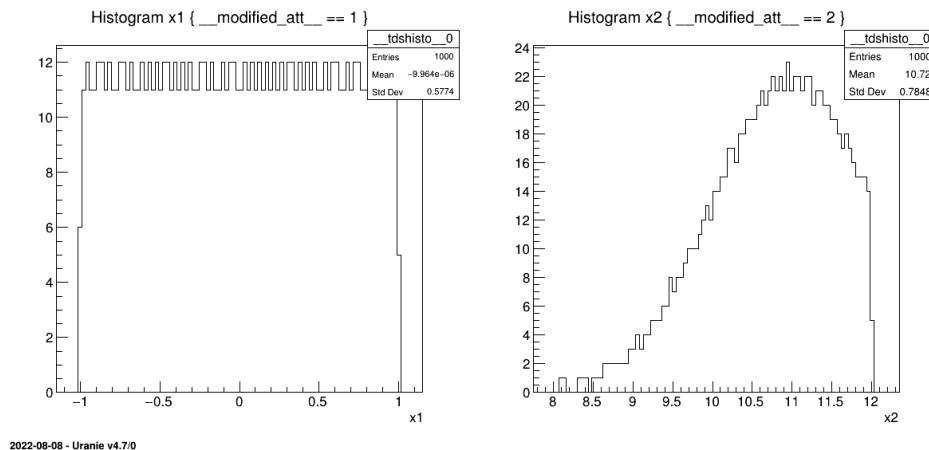 Histogram x1 { __modified_att__ == 1 }
__tdshisto__0
Entries 1000
Mean −9.964e−06
Std Dev 0.5774
12
10
8
6
4
2
0
−1 −0.5 0 0.5 1
x1
Histogram x2 { __modified_att__ == 2 }
__tdshisto__0
Entries 1000
Mean 10.72
Std Dev 0.7848
24
22
20
18
16
14
12
10
8
6
4
2
0
8 8.5 9 9.5 10 10.5 11 11.5 12
x2
2022-08-08 - Uranie v4.7/0